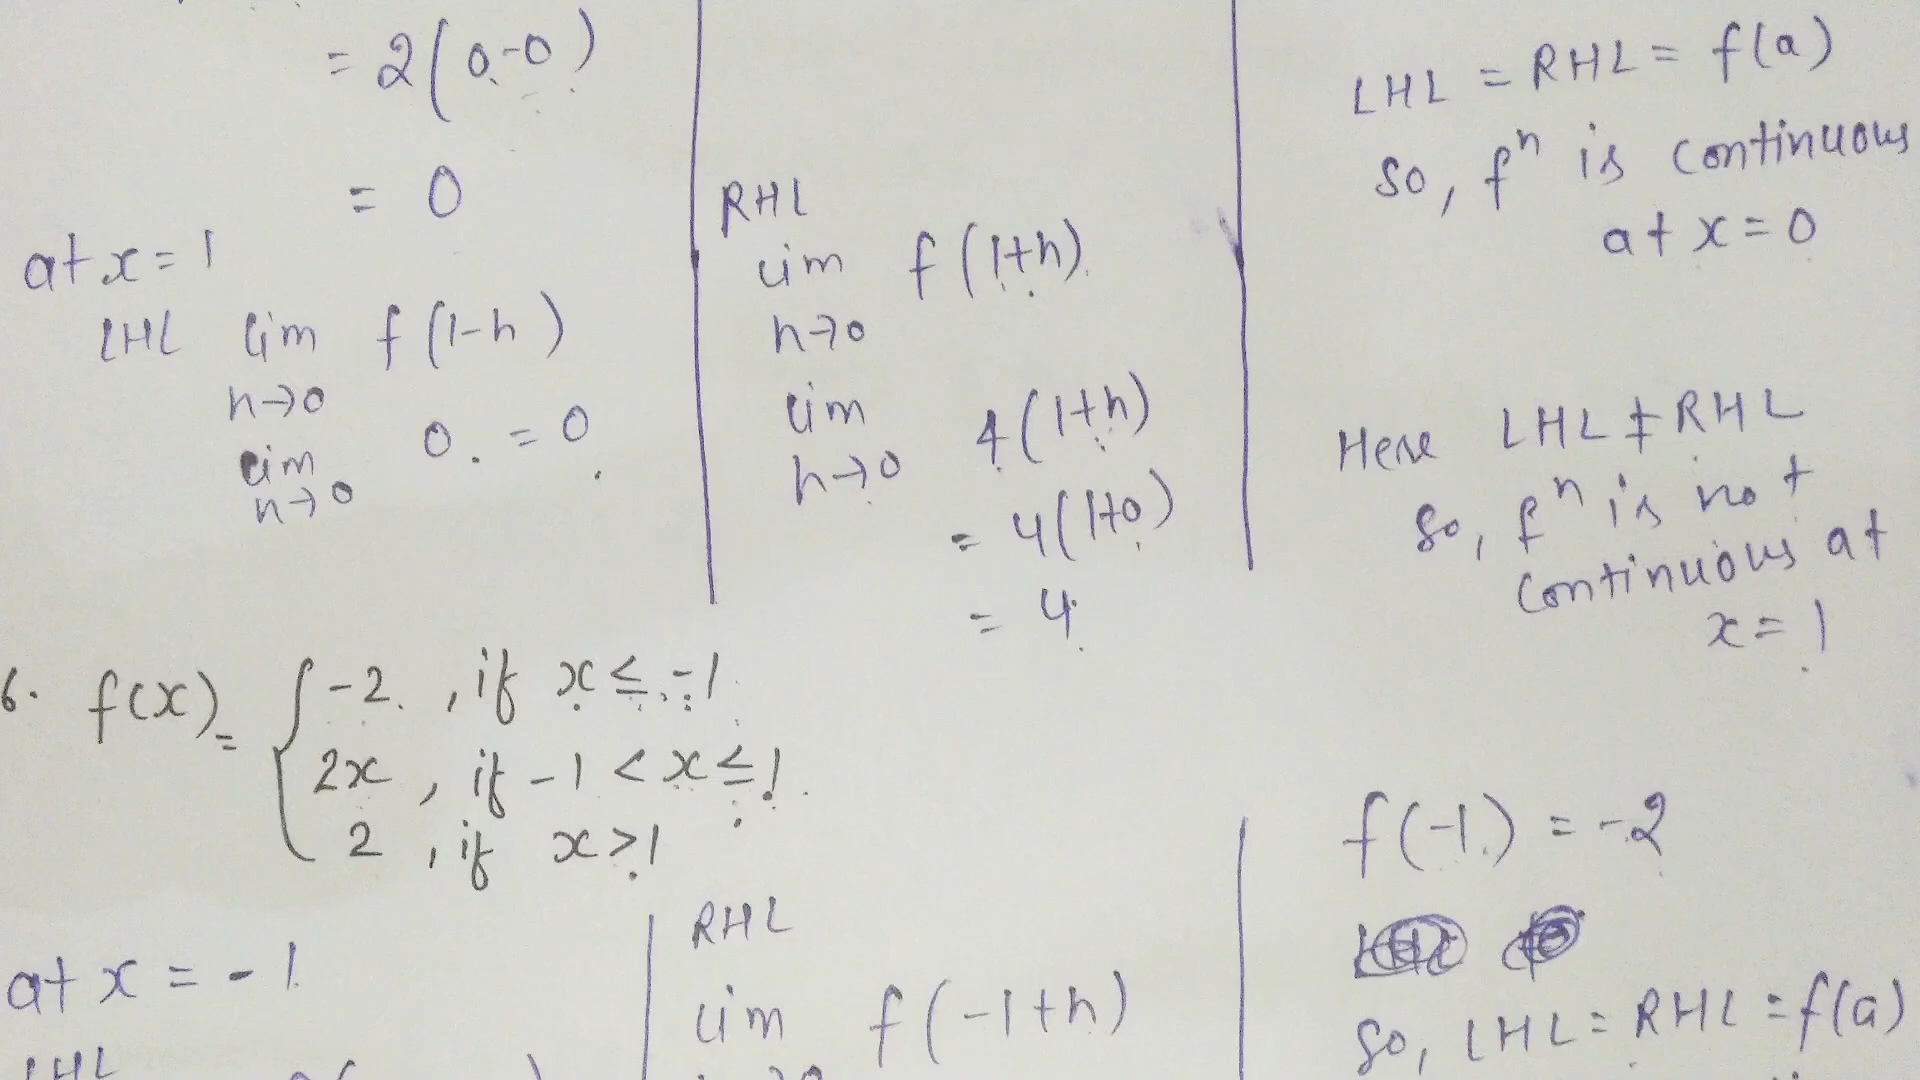 = 2(0-0)
= 0
at x = 1
LHL lim f(1-h)
h→0
lim 0. = 0
h→0
RHL
lim f(1+h)
h→0
lim 4(1+h)
h→0
= 4(1+0)
= 4
LHL = RHL = f(a)
So, fⁿ is continuous
at x = 0
Here LHL ≠ RHL
So, fⁿ is not
continuous at
x = 1
6. f(x) = { -2, if x ≤ -1
2x, if -1 < x ≤ 1
2, if x > 1
at x = -1
LHL
RHL
lim f(-1+h)
f(-1) = -2
So, LHL = RHL = f(a)